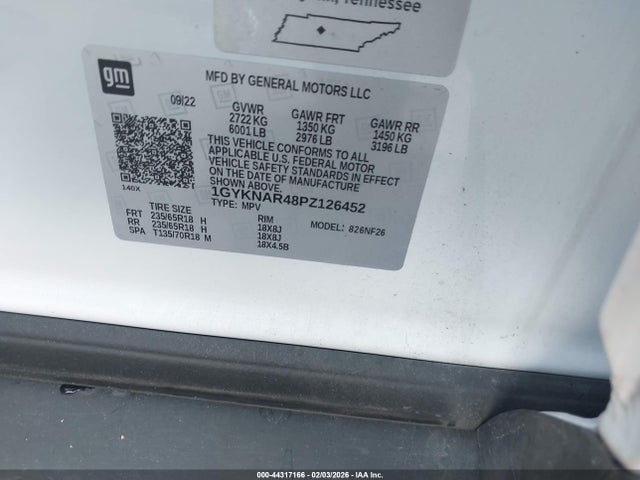 Tennessee
gm
MFD BY GENERAL MOTORS LLC
09/22 GVWR GAWR FRT GAWR RR
2722 KG 1350 KG 1450 KG
6001 LB 2976 LB 3196 LB
THIS VEHICLE CONFORMS TO ALL
APPLICABLE U.S. FEDERAL MOTOR
VEHICLE SAFETY STANDARDS IN EFFECT
ON THE DATE OF MANUFACTURE
SHOWN ABOVE.
140X
1GYKNAR48PZ126452
TYPE: MPV
MODEL: 826NF26
TIRE SIZE RIM
FRT 235/65R18 H 18X8J
RR 235/65R18 H 18X8J
SPA T135/70R18 M 18X4.5B
000-44317166 - 02/03/2026 - IAA Inc.